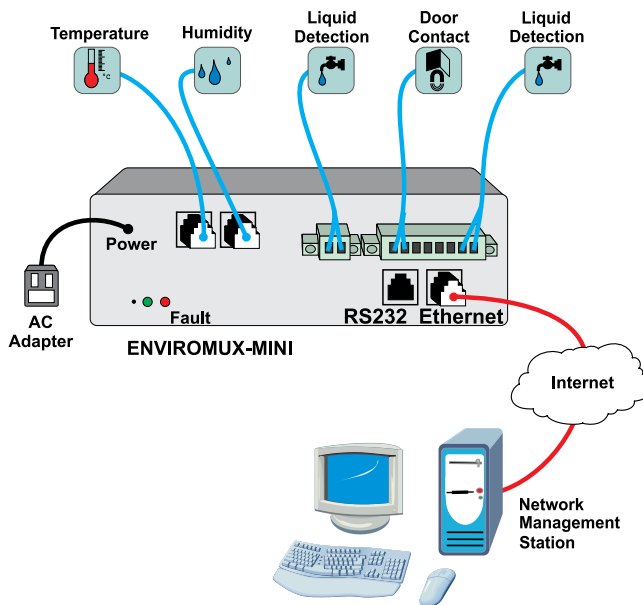 Temperature
Humidity
Liquid
Detection
Door
Contact
Liquid
Detection
°C
Power
AC
Adapter
Fault
RS232
Ethernet
ENVIROMUX-MINI
Internet
Network
Management
Station